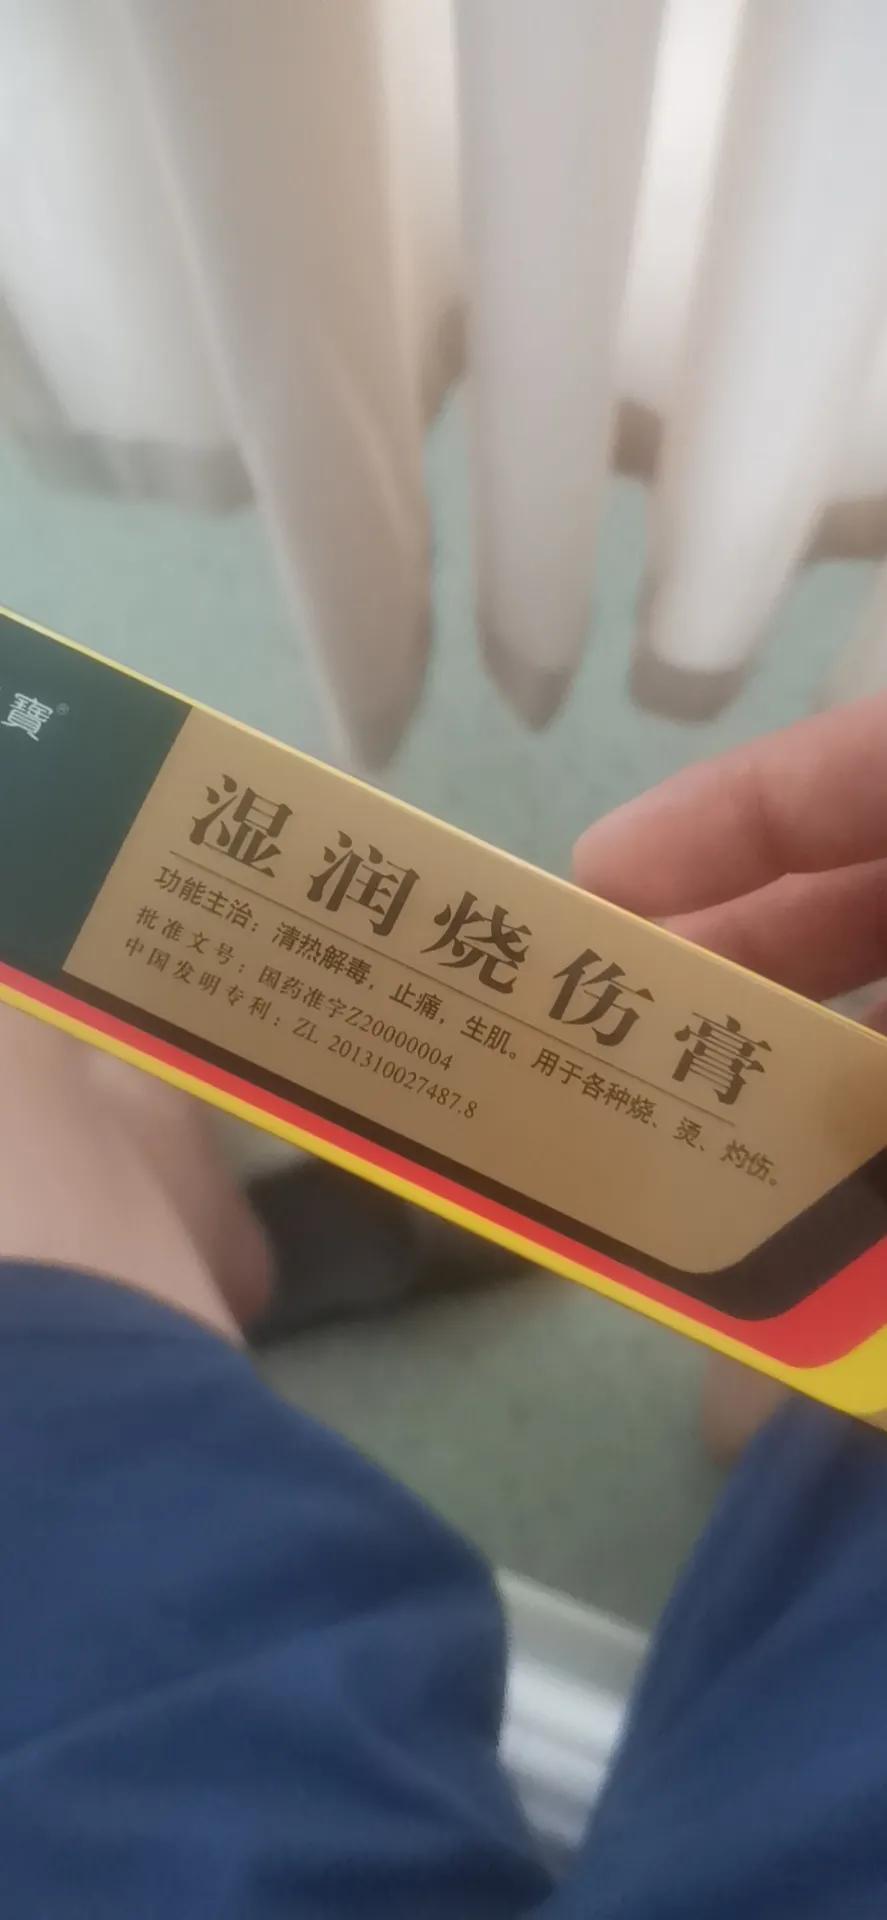 寶®
湿润烧伤膏
功能主治：清热解毒，止痛，生肌。用于各种烧、烫、灼伤。
批准文号：国药准字Z20000004
中国发明专利：ZL 201310027487.8